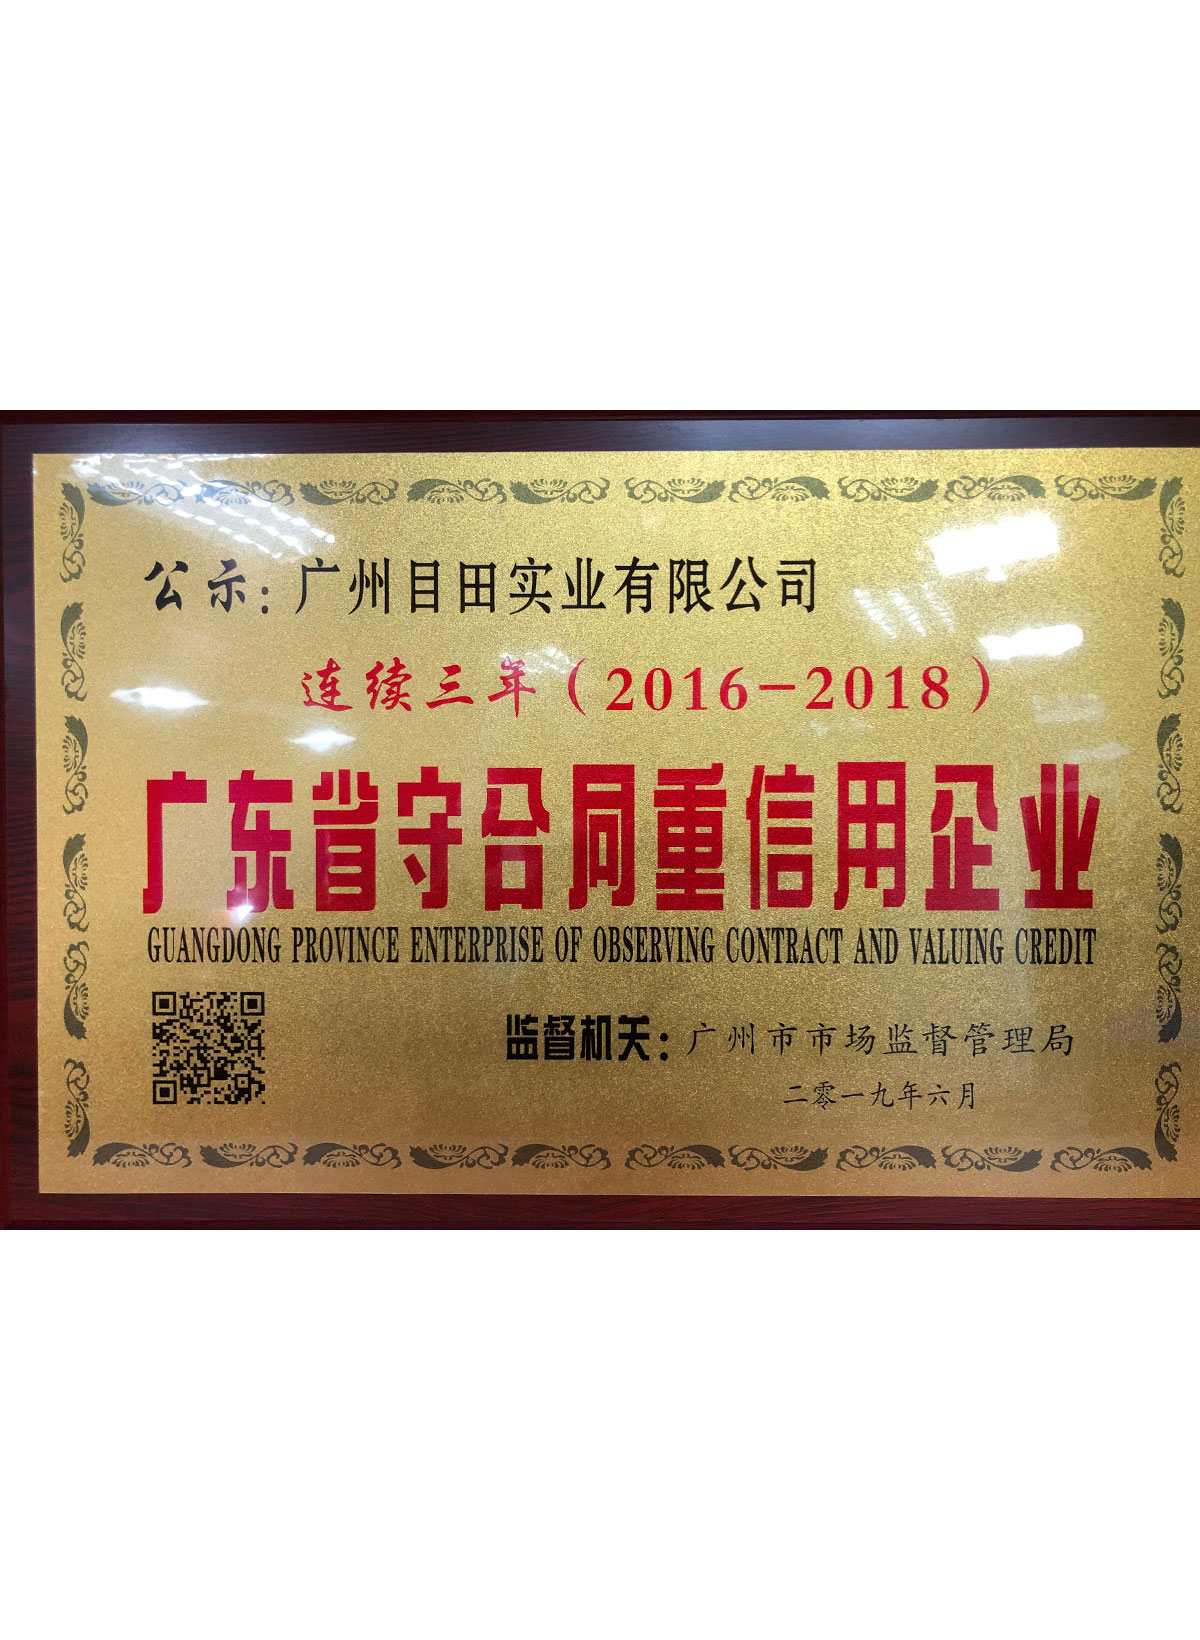 公示：广州目田实业有限公司
连续三年（2016-2018）
广东省守合同重信用企业
GUANGDONG PROVINCE ENTERPRISE OF OBSERVING CONTRACT AND VALUING CREDIT
监督机关：广州市市场监督管理局
二零一九年六月